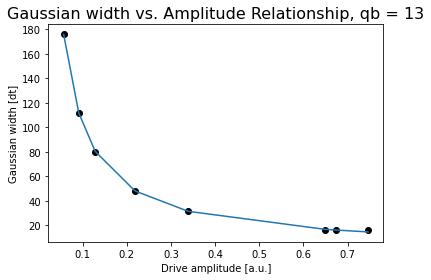 Gaussian width vs. Amplitude Relationship, qb = 13
180
160
140
120
100
80
60
40
20
Gaussian width [dt]
0.1 0.2 0.3 0.4 0.5 0.6 0.7
Drive amplitude [a.u.]